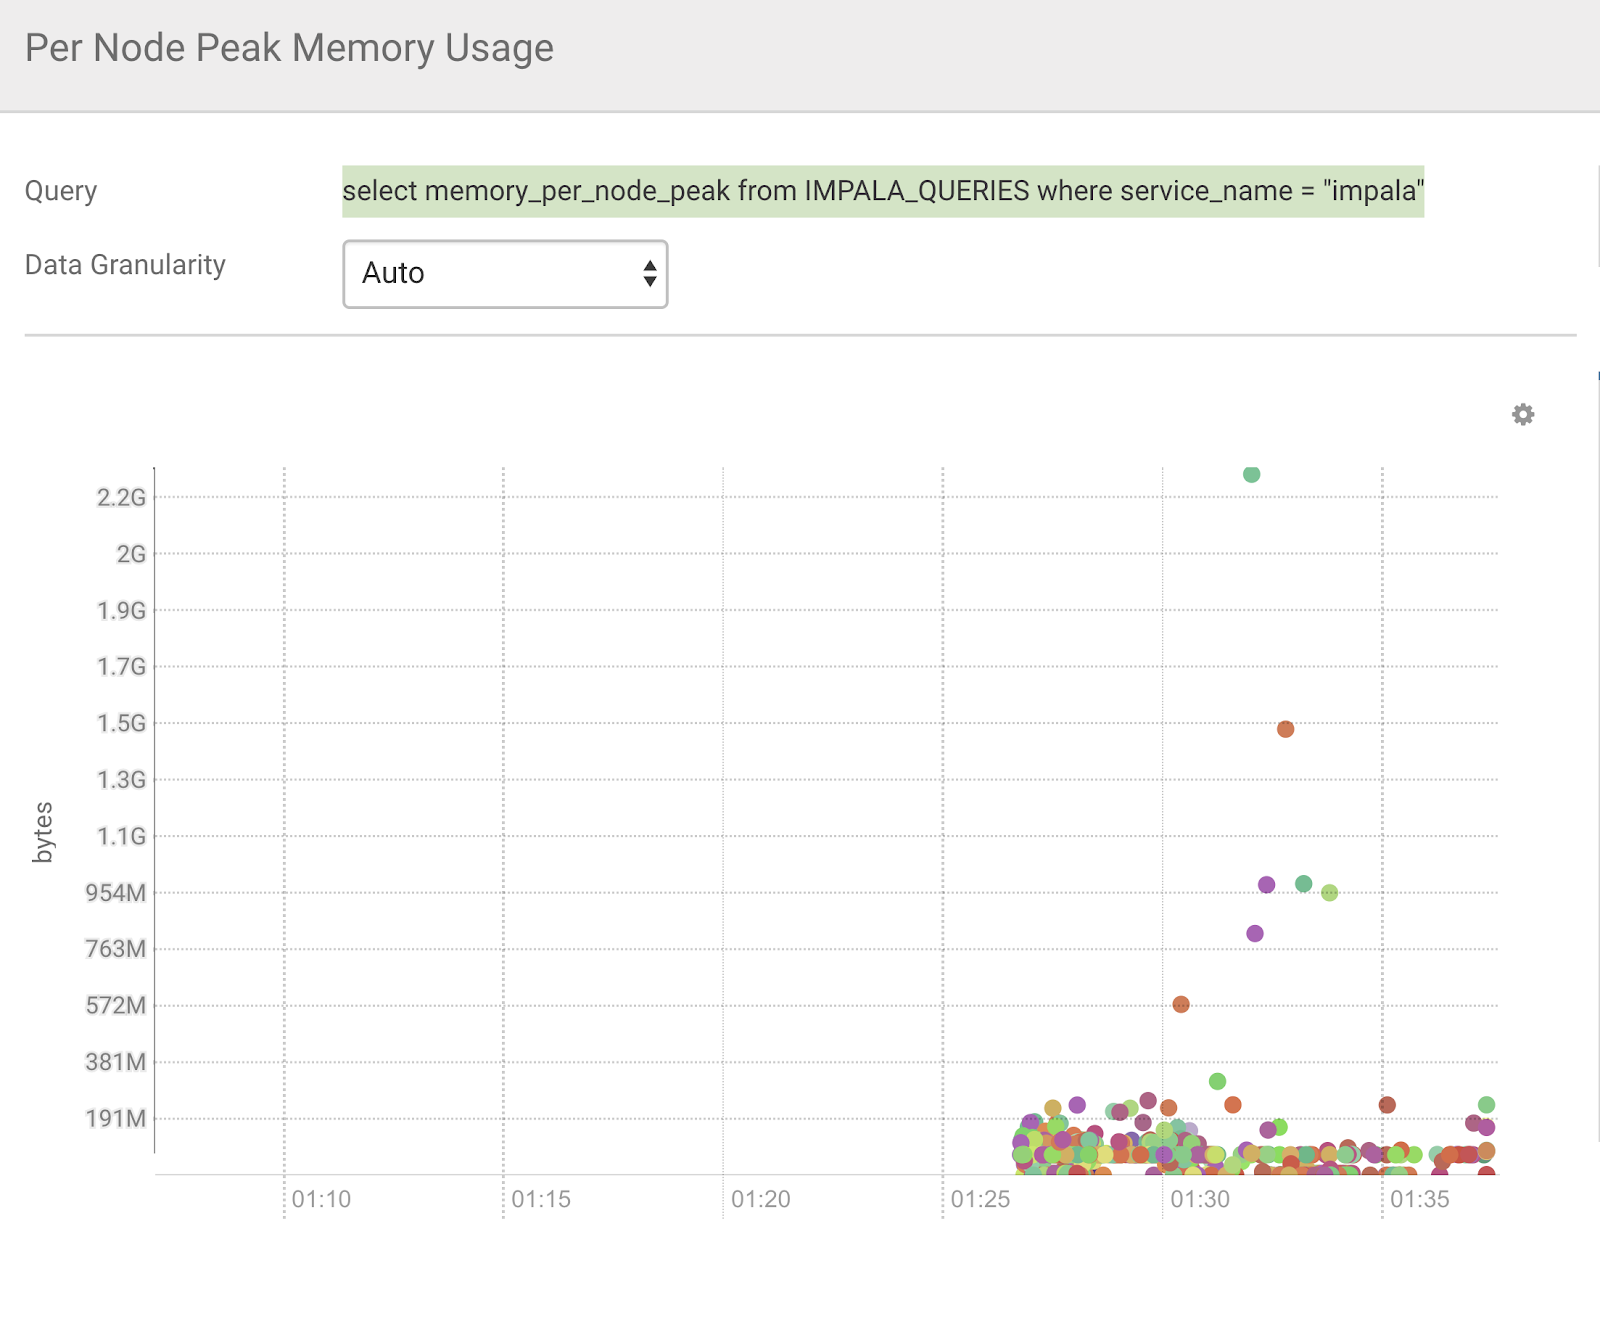 Per Node Peak Memory Usage
Query
select memory_per_node_peak from IMPALA_QUERIES where service_name = "impala"
Data Granularity
Auto
2.2G
2G
1.9G
1.7G
1.5G
1.3G
1.1G
954M
763M
572M
381M
191M
bytes
01:10 01:15 01:20 01:25 01:30 01:35